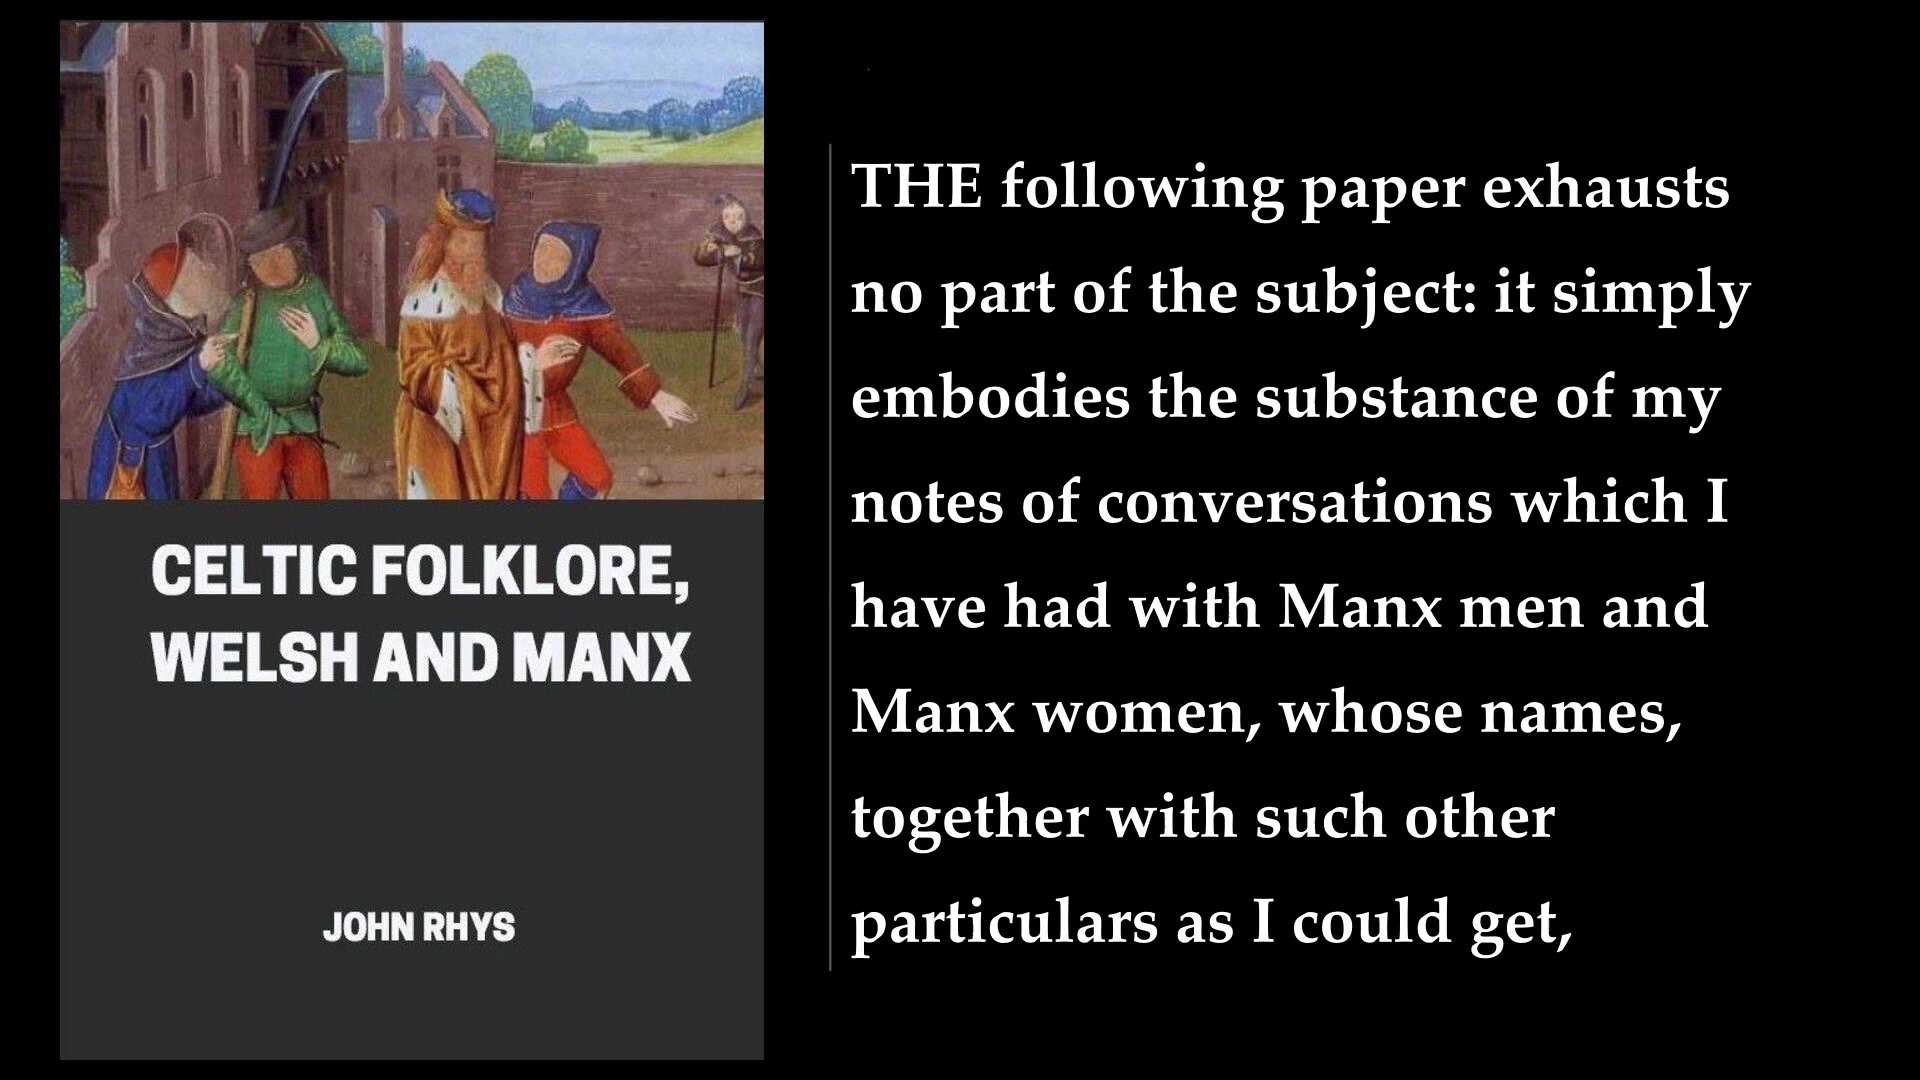 CELTIC FOLKLORE,
WELSH AND MANX
JOHN RHYS
THE following paper exhausts
no part of the subject: it simply
embodies the substance of my
notes of conversations which I
have had with Manx men and
Manx women, whose names,
together with such other
particulars as I could get,